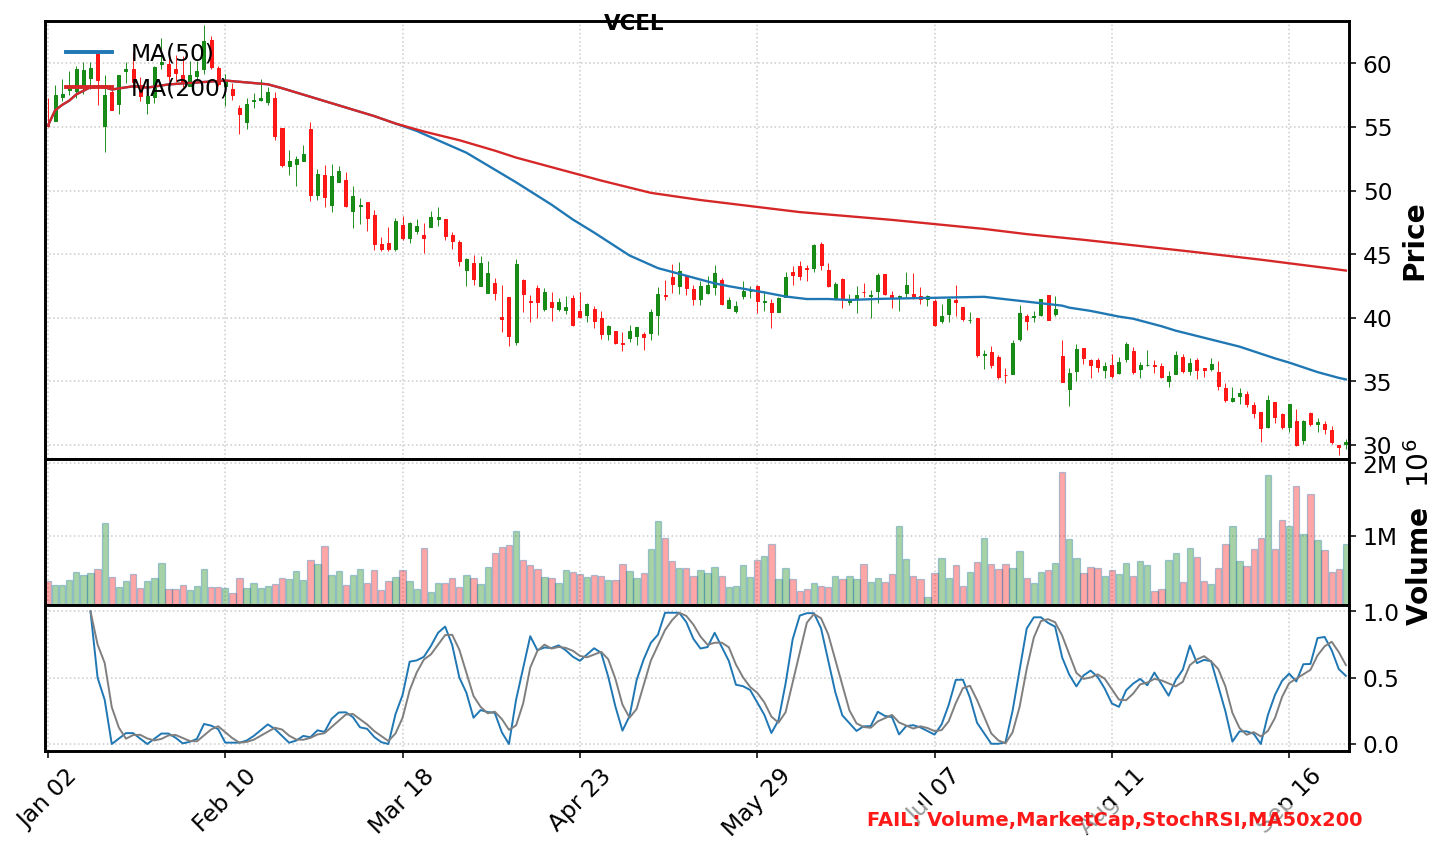 VCEL
MA(50)
MA(200)
60
55
50
45
40
35
30
Price
2M
1M
Volume 10^6
1.0
0.5
0.0
Jan 02
Feb 10
Mar 18
Apr 23
May 29
Jul 07
Aug 11
Sep 16
FAIL: Volume,MarketCap,StochRSI,MA50x200